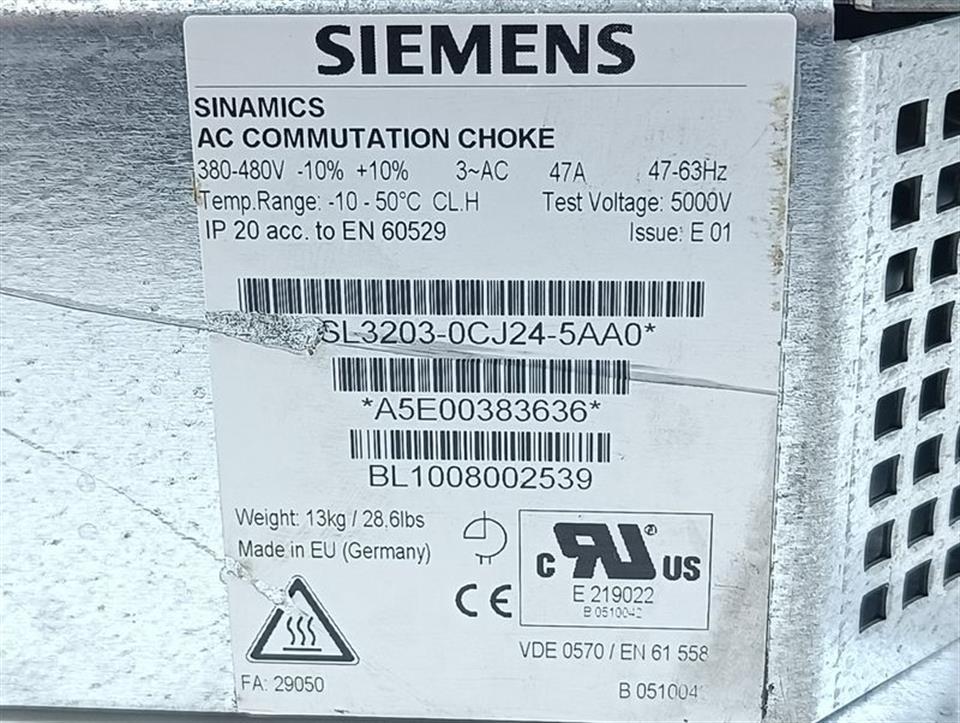 SIEMENS
SINAMICS
AC COMMUTATION CHOKE
380-480V -10% +10% 3~AC 47A 47-63Hz
Temp.Range: -10 - 50°C CL.H Test Voltage: 5000V
IP 20 acc. to EN 60529 Issue: E 01
SL3203-0CJ24-5AA0*
*A5E00383636*
BL1008002539
Weight: 13kg / 28.6lbs
Made in EU (Germany)
c RU ® US
E 219022
B 0510042
CE
VDE 0570 / EN 61 558
FA: 29050 B 051004